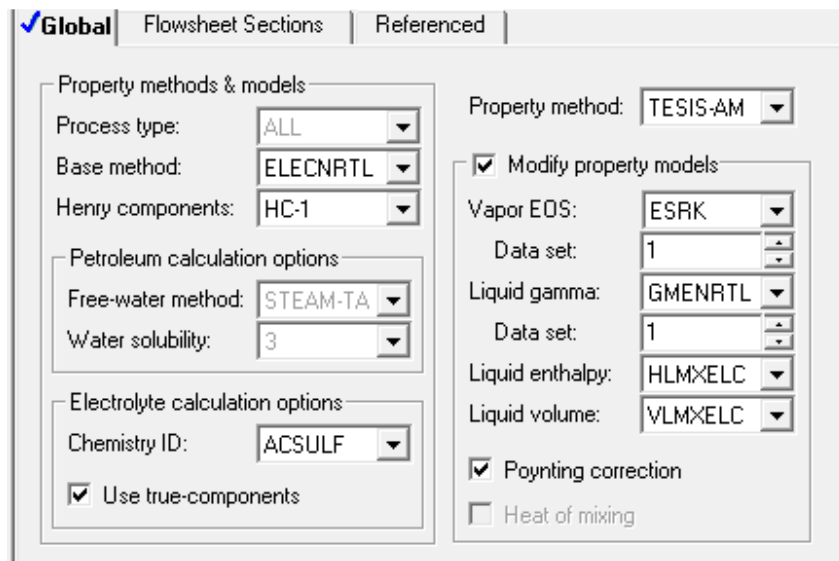 Global Flowsheet Sections Referenced
Property methods & models
Process type: ALL
Base method: ELECNRTL
Henry components: HC-1
Petroleum calculation options
Free-water method: STEAM-TA
Water solubility: 3
Electrolyte calculation options
Chemistry ID: ACSULF
Use true-components
Property method: TESIS-AM
Modify property models
Vapor EOS: ESRK
Data set: 1
Liquid gamma: GMENRTL
Data set: 1
Liquid enthalpy: HLMXELC
Liquid volume: VLMXELC
Poynting correction
Heat of mixing